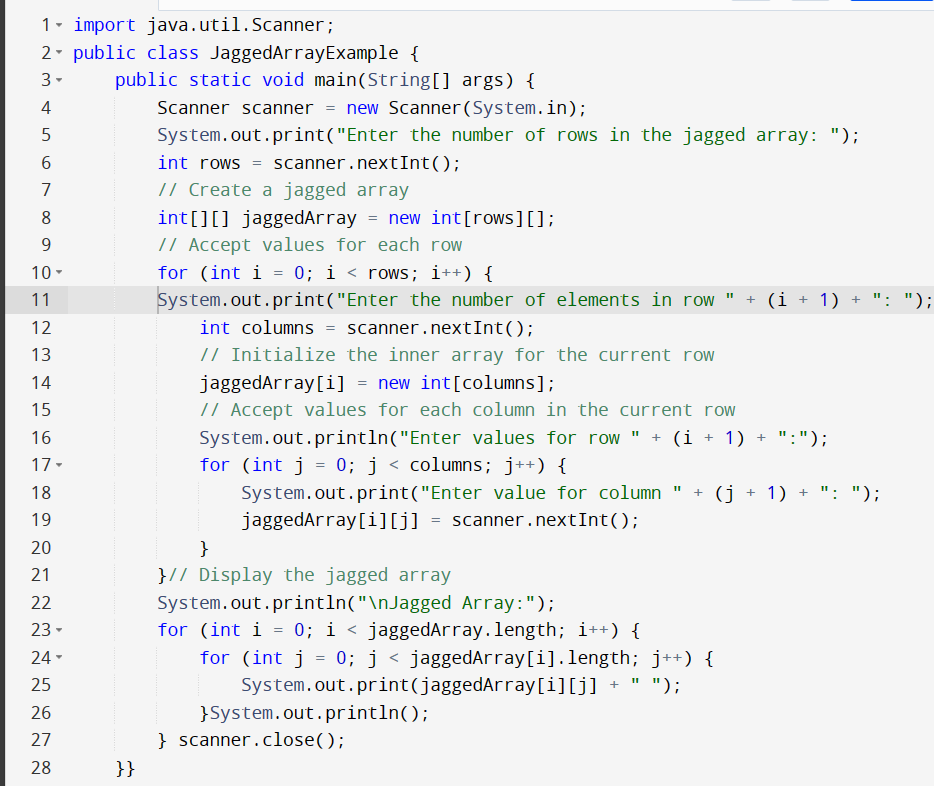 1 import java.util.Scanner;
2 public class JaggedArrayExample {
3     public static void main(String[] args) {
4         Scanner scanner = new Scanner(System.in);
5         System.out.print("Enter the number of rows in the jagged array: ");
6         int rows = scanner.nextInt();
7         // Create a jagged array
8         int[][] jaggedArray = new int[rows][];
9         // Accept values for each row
10         for (int i = 0; i < rows; i++) {
11         System.out.print("Enter the number of elements in row " + (i + 1) + ": ");
12             int columns = scanner.nextInt();
13             // Initialize the inner array for the current row
14             jaggedArray[i] = new int[columns];
15             // Accept values for each column in the current row
16             System.out.println("Enter values for row " + (i + 1) + ":");
17             for (int j = 0; j < columns; j++) {
18                 System.out.print("Enter value for column " + (j + 1) + ": ");
19                 jaggedArray[i][j] = scanner.nextInt();
20             }
21         }// Display the jagged array
22         System.out.println("\nJagged Array:");
23         for (int i = 0; i < jaggedArray.length; i++) {
24             for (int j = 0; j < jaggedArray[i].length; j++) {
25                 System.out.print(jaggedArray[i][j] + " ");
26             }System.out.println();
27         } scanner.close();
28     }}